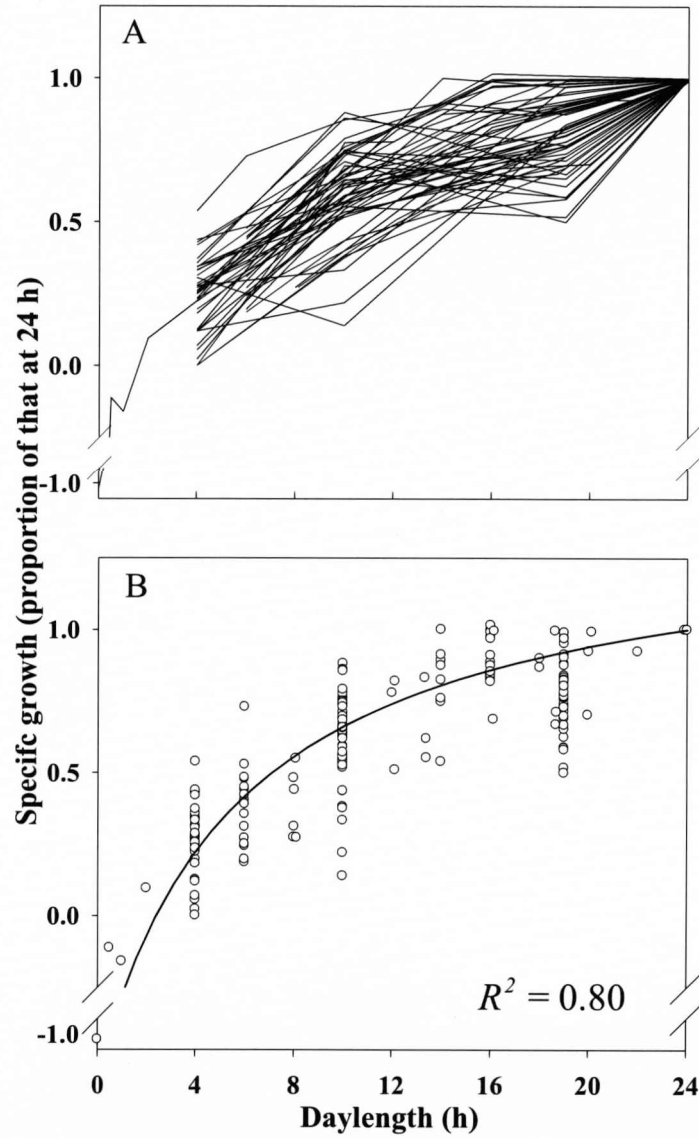 A
1.0
0.5
0.0
-1.0
Specifc growth (proportion of that at 24 h)
B
1.0
0.5
0.0
-1.0
R² = 0.80
0 4 8 12 16 20 24
Daylength (h)